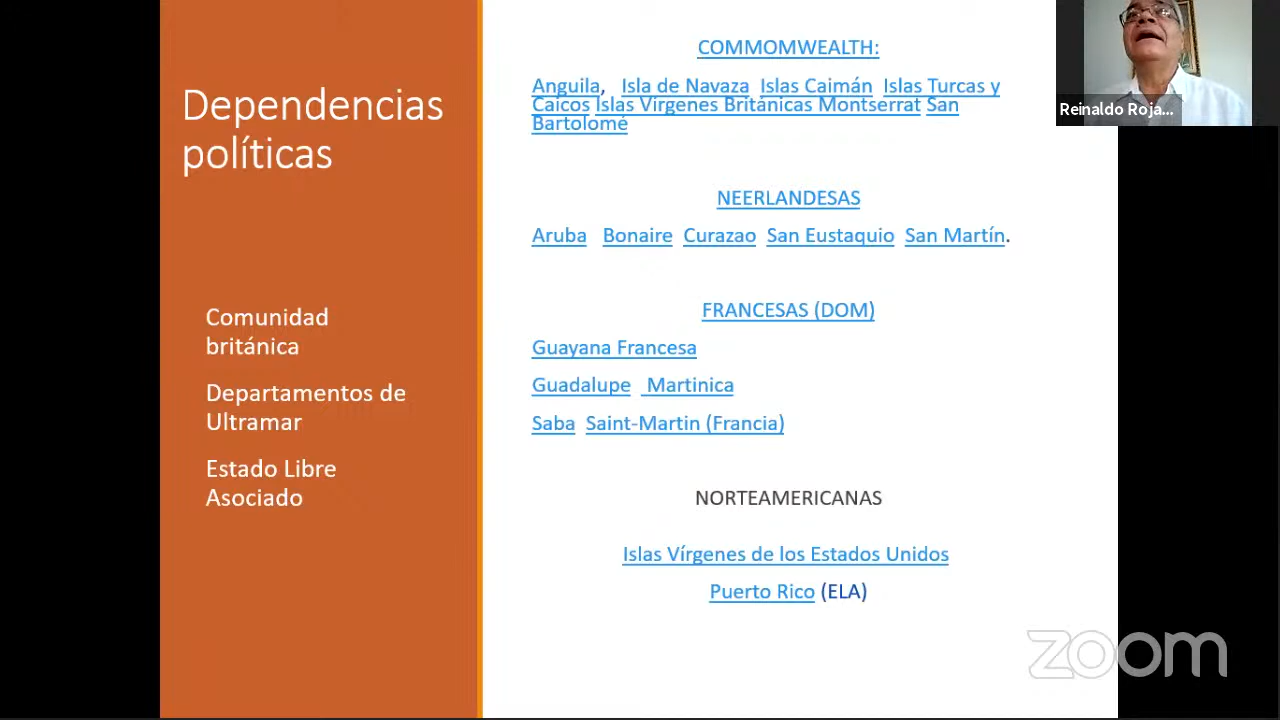 Dependencias
políticas
Comunidad
británica
Departamentos de
Ultramar
Estado Libre
Asociado
COMMOMWEALTH:
Anguila, Isla de Navaza Islas Caimán Islas Turcas y
Caicos Islas Vírgenes Británicas Montserrat San
Bartolomé
NEERLANDESAS
Aruba Bonaire Curazao San Eustaquio San Martín.
FRANCESAS (DOM)
Guayana Francesa
Guadalupe Martinica
Saba Saint-Martin (Francia)
NORTEAMERICANAS
Islas Vírgenes de los Estados Unidos
Puerto Rico (ELA)
Reinaldo Roja...
zoom